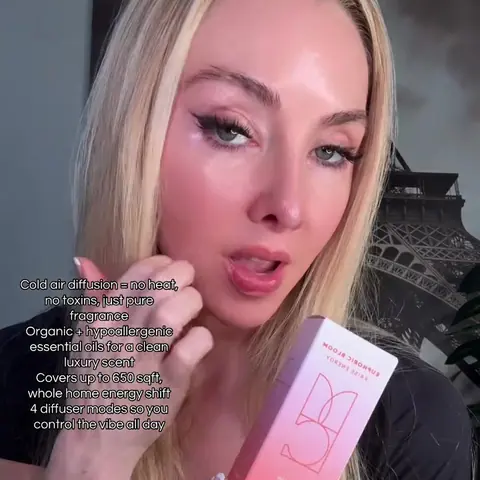 Cold air diffusion = no heat,
no toxins, just pure
fragrance
Organic + hypoallergenic
essential oils for a clean
luxury scent
Covers up to 650 sqft,
whole home energy shift
4 diffuser modes so you
control the vibe all day
EUPHORIC BLOOM